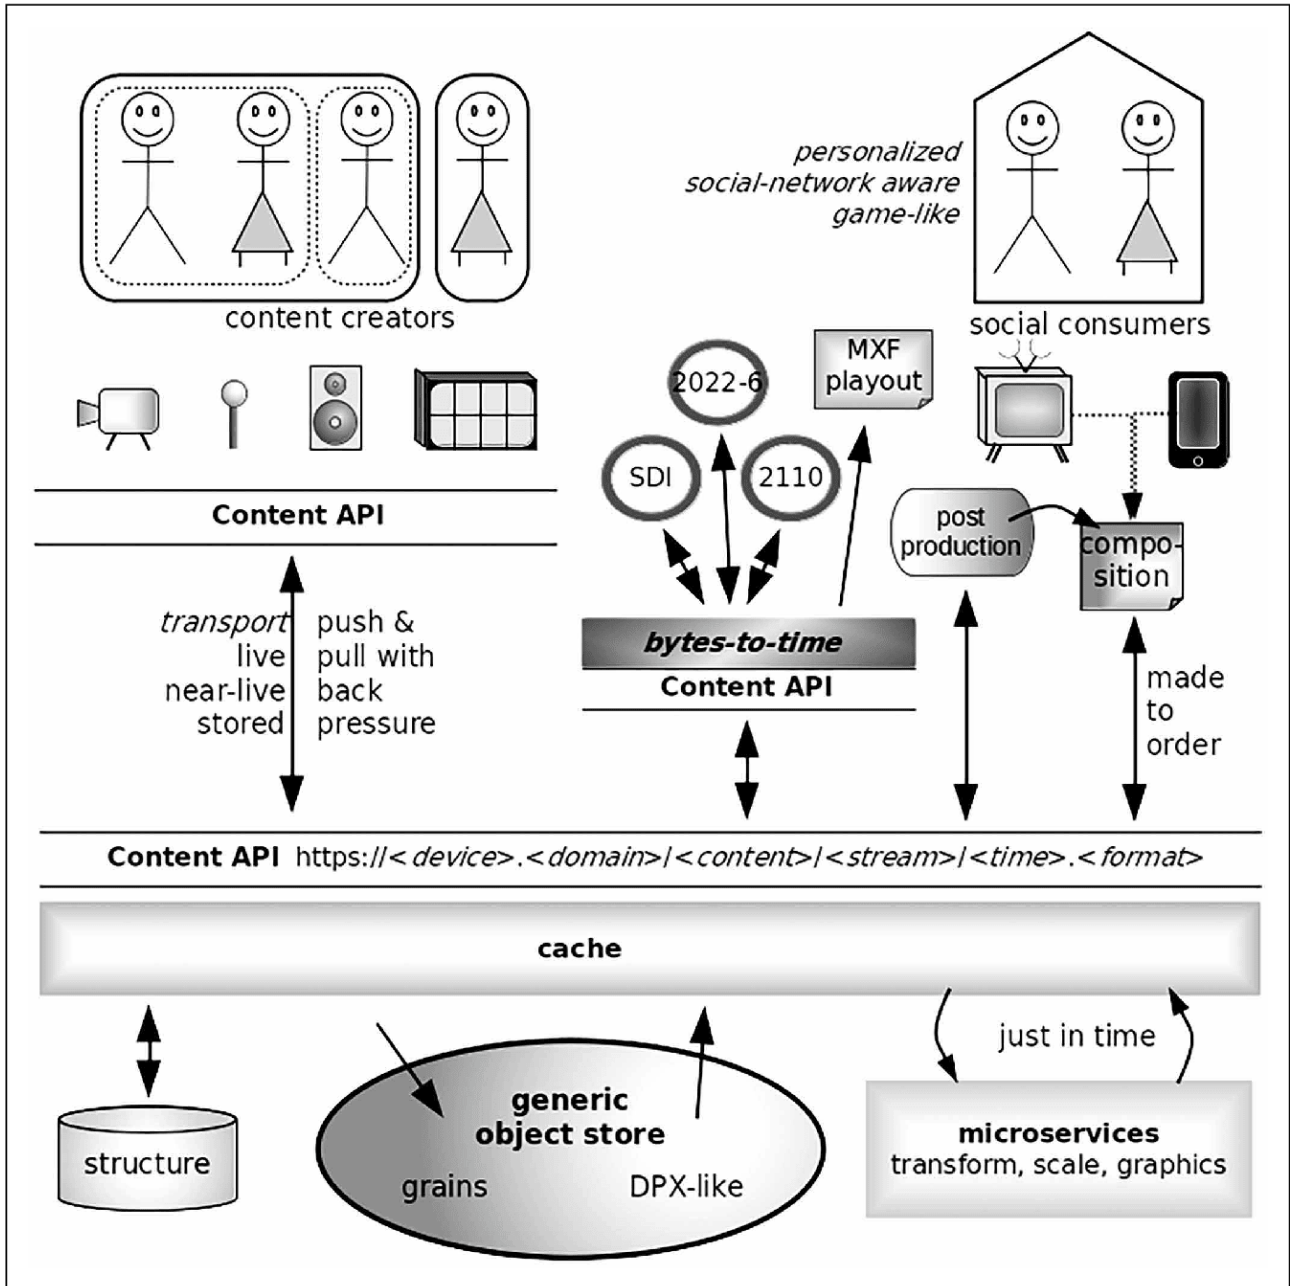 personalized
social-network aware
game-like
content creators
social consumers
2022-6
MXF
playout
SDI
2110
Content API
post
production
compo-
sition
transport
live
near-live
stored
push &
pull with
back
pressure
bytes-to-time
Content API
made
to
order
Content API https://<device>.<domain>/<content>/<stream>/<time>.<format>
cache
just in time
structure
generic
object store
grains
DPX-like
microservices
transform, scale, graphics